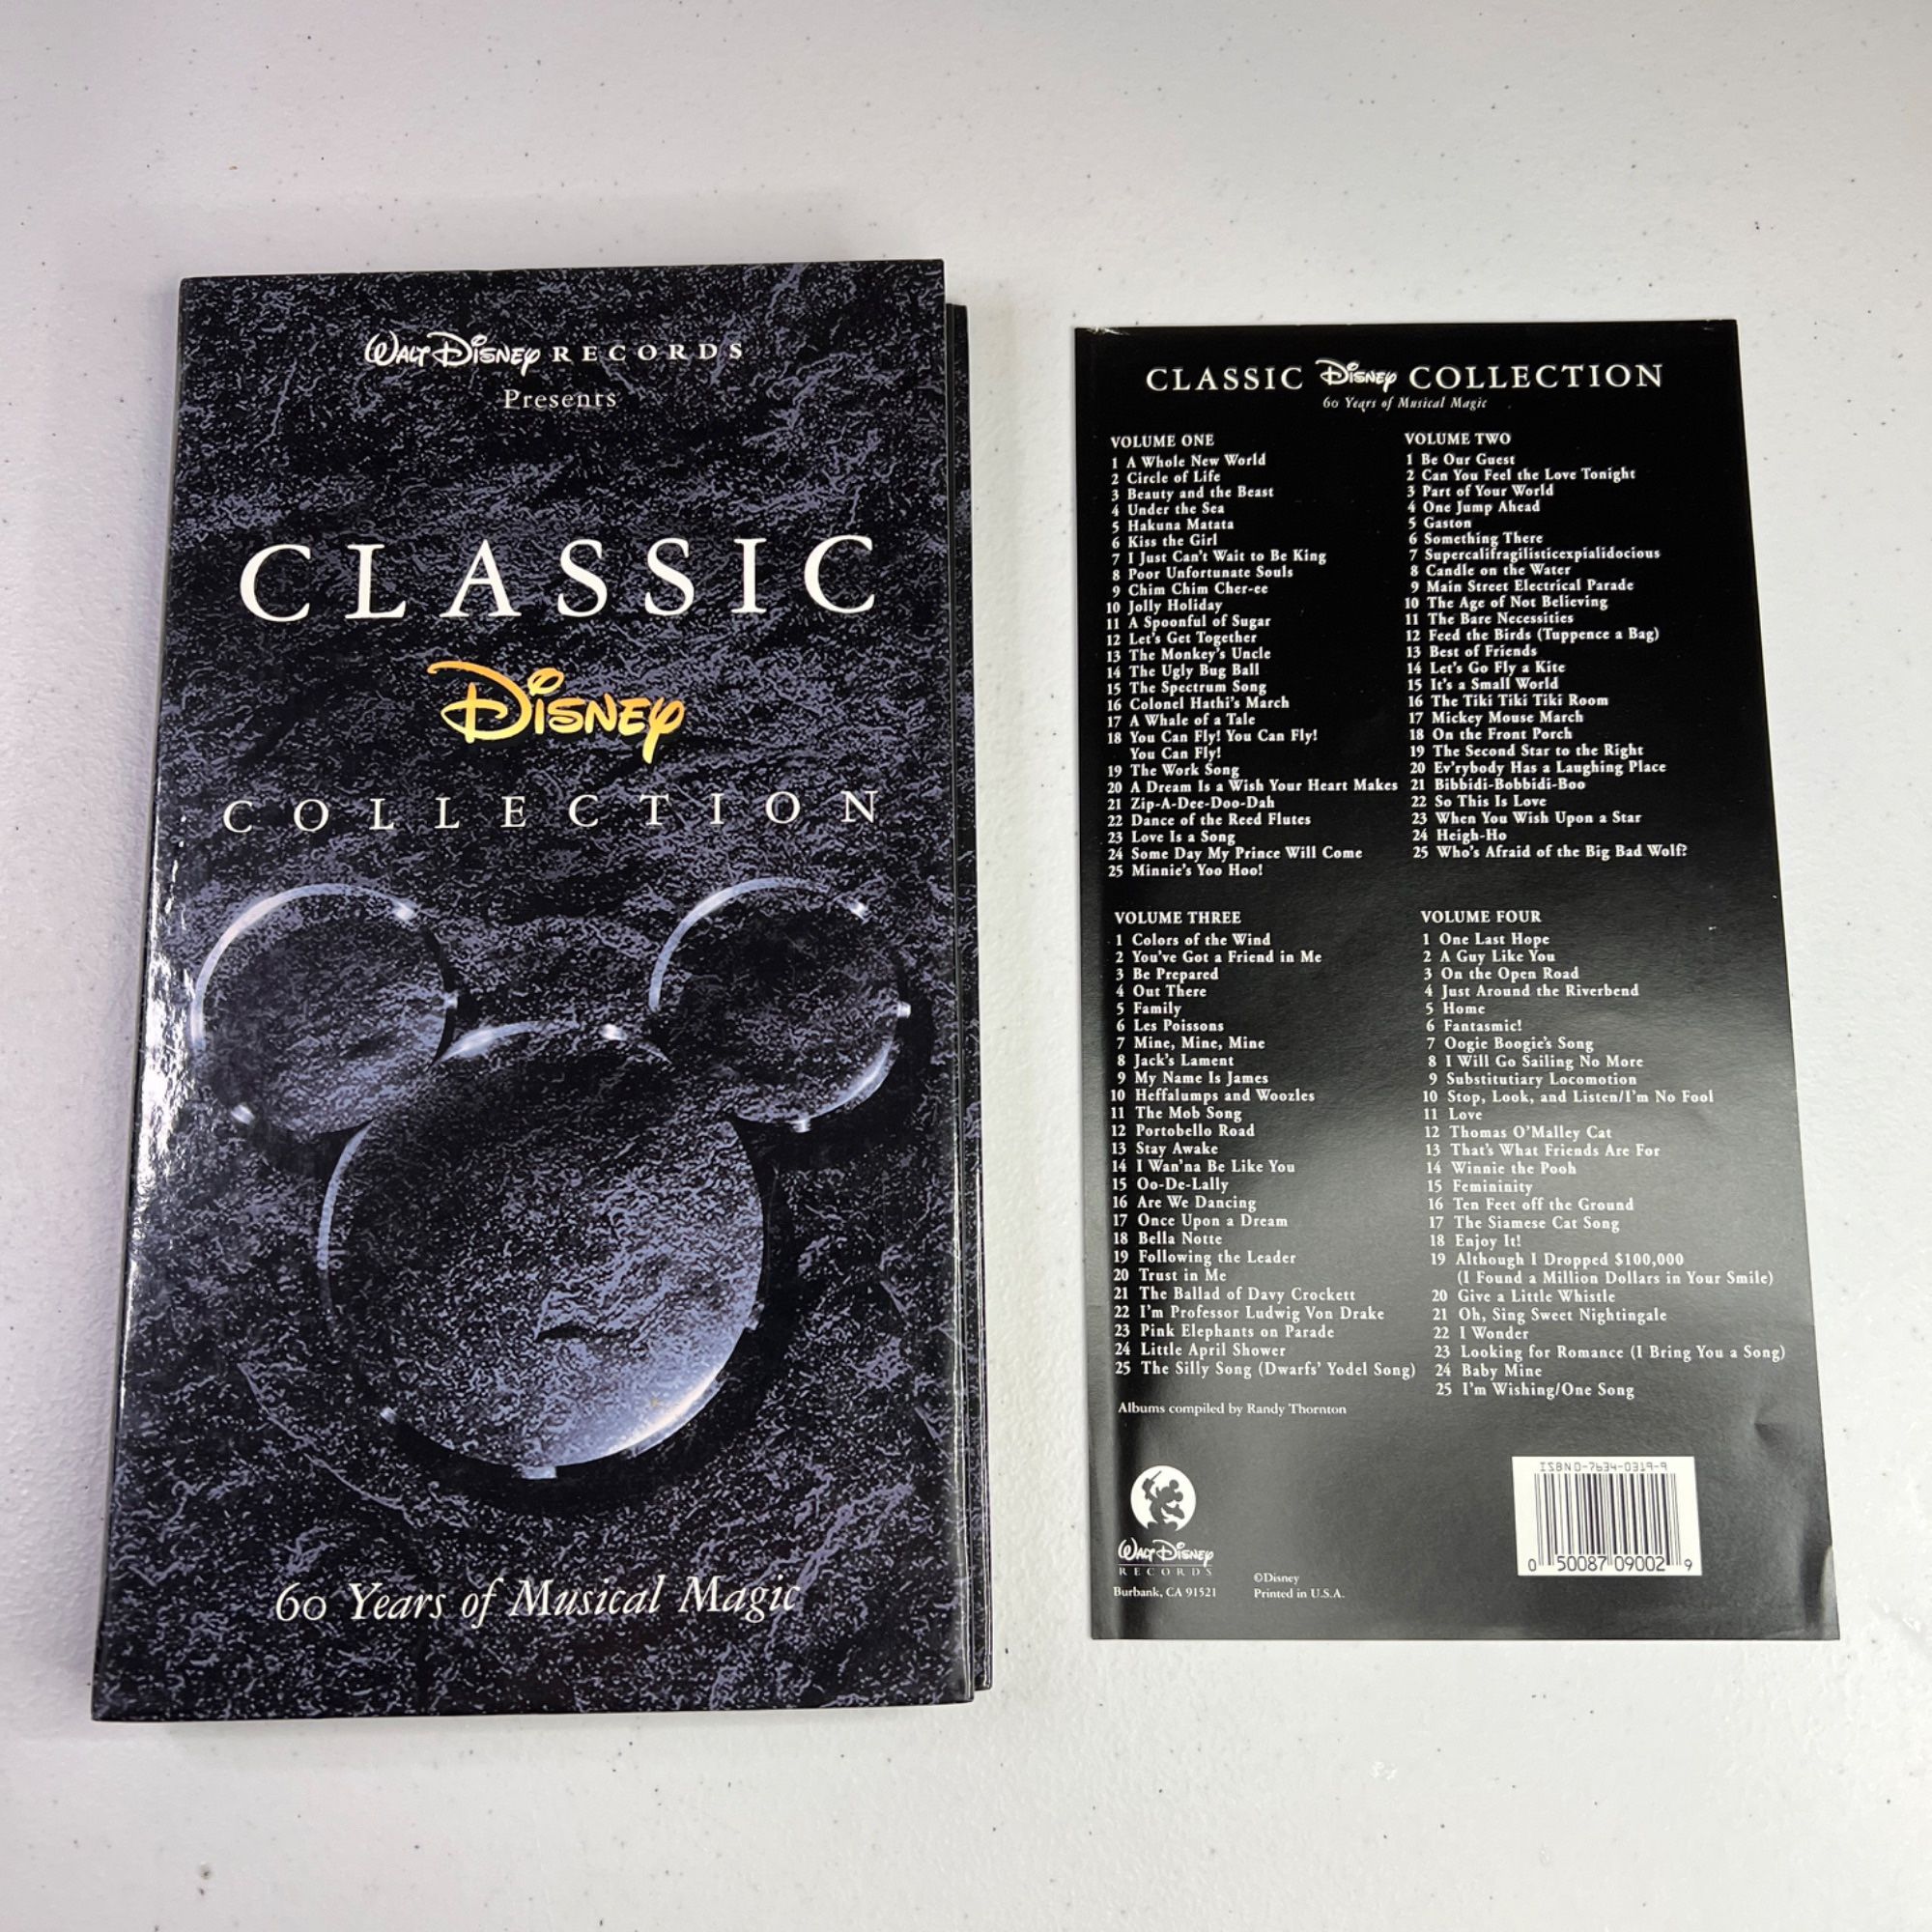 WALT DISNEY RECORDS
Presents
CLASSIC
DISNEY
COLLECTION
60 Years of Musical Magic
CLASSIC DISNEY COLLECTION
60 Years of Musical Magic
VOLUME ONE
1 A Whole New World
2 Circle of Life
3 Beauty and the Beast
4 Under the Sea
5 Hakuna Matata
6 Kiss the Girl
7 I Just Can't Wait to Be King
8 Poor Unfortunate Souls
9 Chim Chim Cher-ee
10 Jolly Holiday
11 A Spoonful of Sugar
12 Let's Get Together
13 The Monkey's Uncle
14 The Ugly Bug Ball
15 The Spectrum Song
16 Colonel Hathi's March
17 A Whale of a Tale
18 You Can Fly! You Can Fly!
You Can Fly!
19 The Work Song
20 A Dream Is a Wish Your Heart Makes
21 Zip-A-Dee-Doo-Dah
22 Dance of the Reed Flutes
23 Love Is a Song
24 Some Day My Prince Will Come
25 Minnie's Yoo Hoo!
VOLUME TWO
1 Be Our Guest
2 Can You Feel the Love Tonight
3 Part of Your World
4 One Jump Ahead
5 Gaston
6 Something There
7 Supercalifragilisticexpialidocious
8 Candle on the Water
9 Main Street Electrical Parade
10 The Age of Not Believing
11 The Bare Necessities
12 Feed the Birds (Tuppence a Bag)
13 Best of Friends
14 Let's Go Fly a Kite
15 It's a Small World
16 The Tiki Tiki Tiki Room
17 Mickey Mouse March
18 On the Front Porch
19 The Second Star to the Right
20 Ev'rybody Has a Laughing Place
21 Bibbidi-Bobbidi-Boo
22 So This Is Love
23 When You Wish Upon a Star
24 Heigh-Ho
25 Who's Afraid of the Big Bad Wolf?
VOLUME THREE
1 Colors of the Wind
2 You've Got a Friend in Me
3 Be Prepared
4 Out There
5 Family
6 Les Poissons
7 Mine, Mine, Mine
8 Jack's Lament
9 My Name Is James
10 Heffalumps and Woozles
11 The Mob Song
12 Portobello Road
13 Stay Awake
14 I Wan'na Be Like You
15 Oo-De-Lally
16 Are We Dancing
17 Once Upon a Dream
18 Bella Notte
19 Following the Leader
20 Trust in Me
21 The Ballad of Davy Crockett
22 I'm Professor Ludwig Von Drake
23 Pink Elephants on Parade
24 Little April Shower
25 The Silly Song (Dwarfs' Yodel Song)
VOLUME FOUR
1 One Last Hope
2 A Guy Like You
3 On the Open Road
4 Just Around the Riverbend
5 Home
6 Fantasmic!
7 Oogie Boogie's Song
8 I Will Go Sailing No More
9 Substitutiary Locomotion
10 Stop, Look, and Listen/I'm No Fool
11 Love
12 Thomas O'Malley Cat
13 That's What Friends Are For
14 Winnie the Pooh
15 Femininity
16 Ten Feet off the Ground
17 The Siamese Cat Song
18 Enjoy It!
19 Although I Dropped $100,000
(I Found a Million Dollars in Your Smile)
20 Give a Little Whistle
21 Oh, Sing Sweet Nightingale
22 I Wonder
23 Looking for Romance (I Bring You a Song)
24 Baby Mine
25 I'm Wishing/One Song
Albums compiled by Randy Thornton
WALT DISNEY
RECORDS
Burbank, CA 91521
©Disney
Printed in U.S.A.
ISBN 0-7634-0319-9
0 50087 09002 9